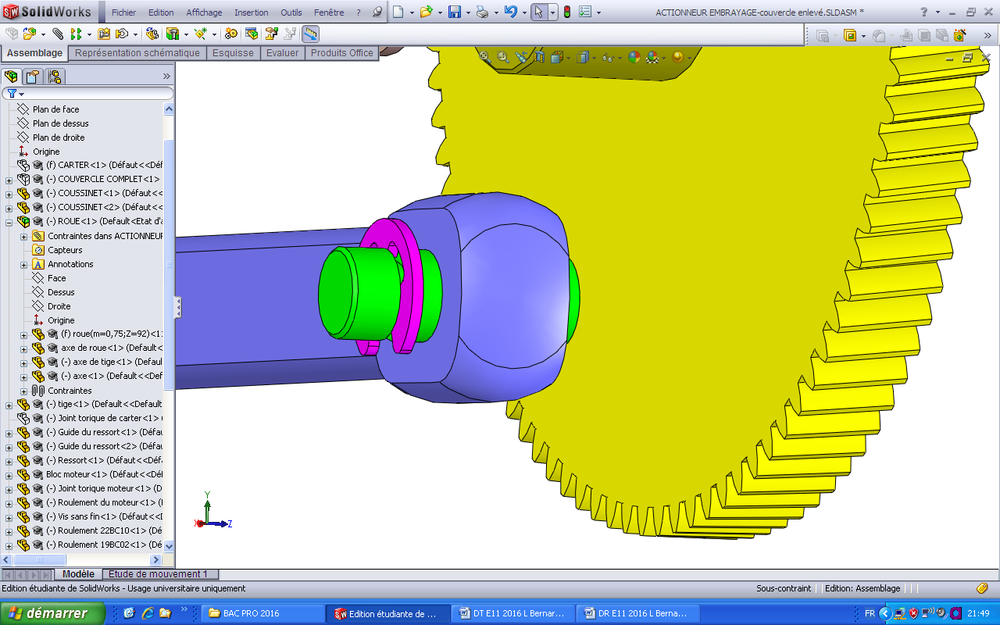 SolidWorks
Fichier Edition Affichage Insertion Outils Fenêtre ?
ACTIONNEUR EMBRAYAGE-couvercle enlevé.SLDASM *
Assemblage Représentation schématique Esquisse Evaluer Produits Office
Plan de face
Plan de dessus
Plan de droite
Origine
(f) CARTER<1> (Défaut<<Déf
(-) COUVERCLE COMPLET<1>
(-) COUSSINET<1> (Défaut<<
(-) COUSSINET<2> (Défaut<<
(-) ROUE<1> (Default<Etat d'a
Contraintes dans ACTIONNEUR
Capteurs
A Annotations
Face
Dessus
Droite
Origine
(f) roue(m=0,75;Z=92)<1
axe de roue<1> (Default
(-) axe de tige<1> (Defaul
(-) axe<1> (Default<<Def
Contraintes
(-) tige<1> (Default<<Default
(-) Joint torique de carter<1>
(-) Guide du ressort<1> (Défau
(-) Guide du ressort<2> (Défau
(-) Ressort<1> (Défaut<<Défa
Bloc moteur<1> (Défaut<<Déf
(-) Joint torique moteur<1> (D
(-) Roulement du moteur<1> (
(-) Vis sans fin<1> (Défaut<<D
(-) Roulement 22BC10<1> (Dé
(-) Roulement 19BC02<1> (Dé
Y
X Z
Modèle Etude de mouvement 1
Edition étudiante de SolidWorks - Usage universitaire uniquement
Sous-contraint Edition: Assemblage
démarrer
BAC PRO 2016
Edition étudiante de ...
DT E11 2016 L Bernar...
DR E11 2016 L Berna...
FR
21:49